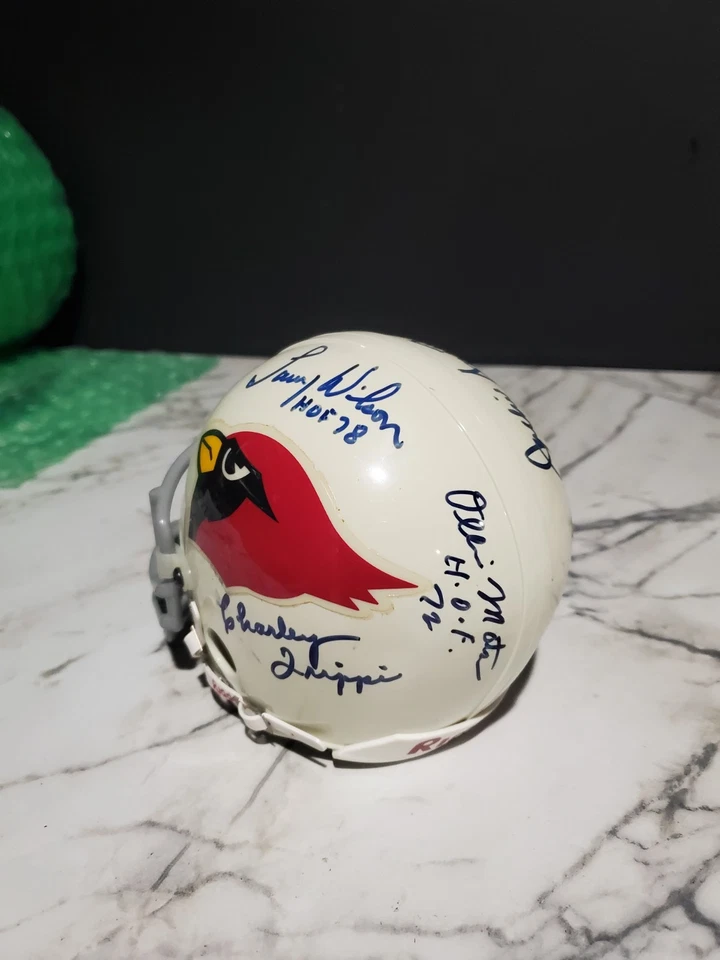 Larry Wilson
HOF 78
Ollie Matson
H.O.F.
72
Charley
Trippi